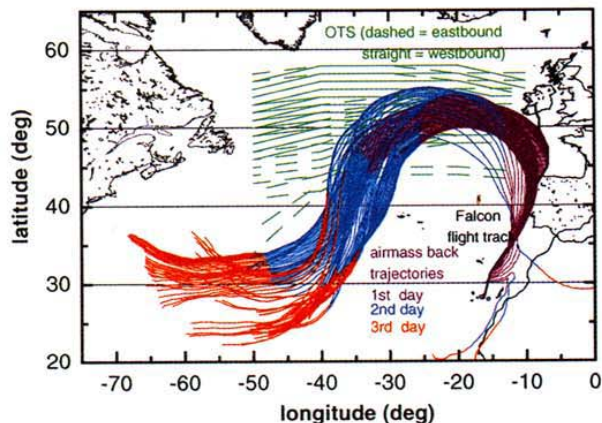 OTS (dashed = eastbound
straight = westbound)
60
50
40
30
20
latitude (deg)
Falcon
flight track
airmass back
trajectories
1st day
2nd day
3rd day
-70 -60 -50 -40 -30 -20 -10 0
longitude (deg)